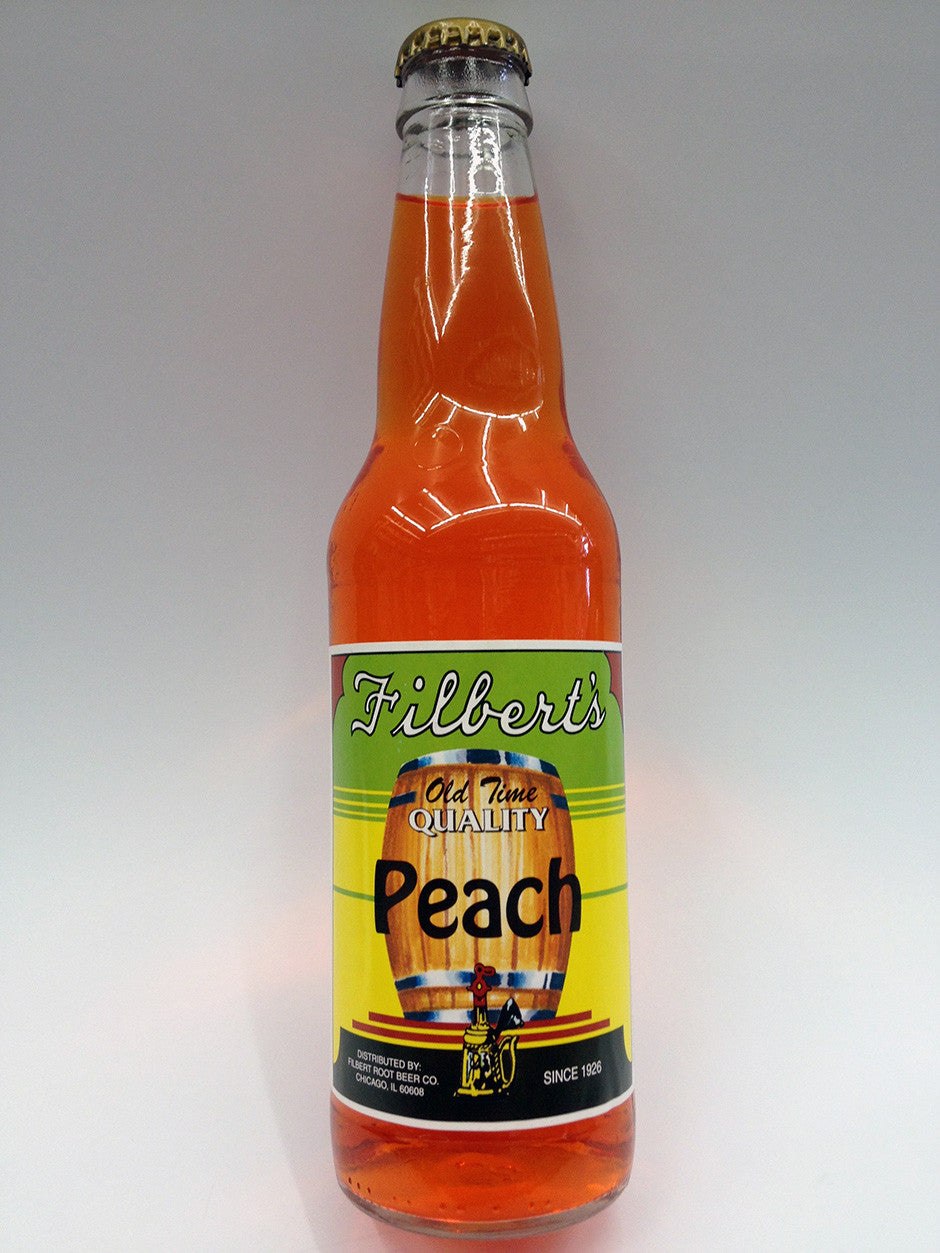 Filbert's
Old Time
QUALITY
Peach
DISTRIBUTED BY:
FILBERT ROOT BEER CO.
CHICAGO, IL 60608
SINCE 1926